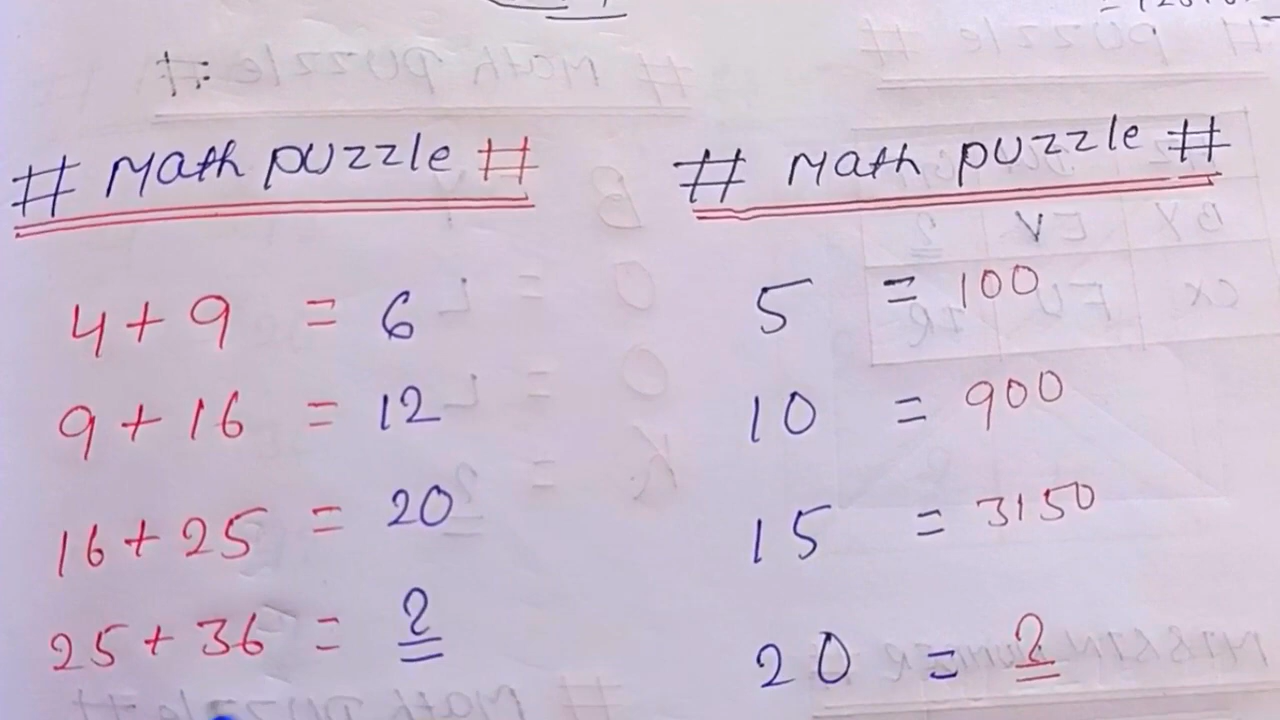 # Math puzzle #
4 + 9 = 6
9 + 16 = 12
16 + 25 = 20
25 + 36 = ?
# Math puzzle #
5 = 100
10 = 900
15 = 3150
20 = ?